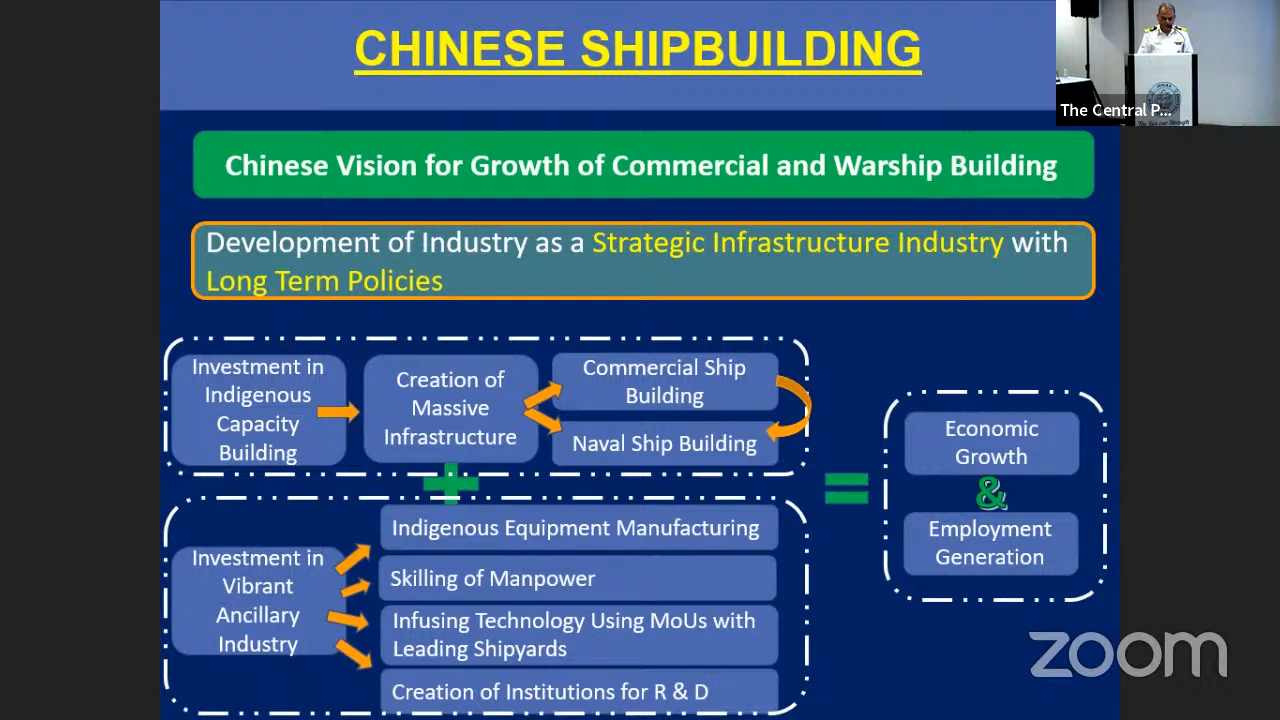 CHINESE SHIPBUILDING
The Central P...
Chinese Vision for Growth of Commercial and Warship Building
Development of Industry as a Strategic Infrastructure Industry with
Long Term Policies
Investment in
Indigenous
Capacity
Building
Creation of
Massive
Infrastructure
Commercial Ship
Building
Naval Ship Building
+
=
Economic
Growth
&
Employment
Generation
Investment in
Vibrant
Ancillary
Industry
Indigenous Equipment Manufacturing
Skilling of Manpower
Infusing Technology Using MoUs with
Leading Shipyards
Creation of Institutions for R & D
zoom